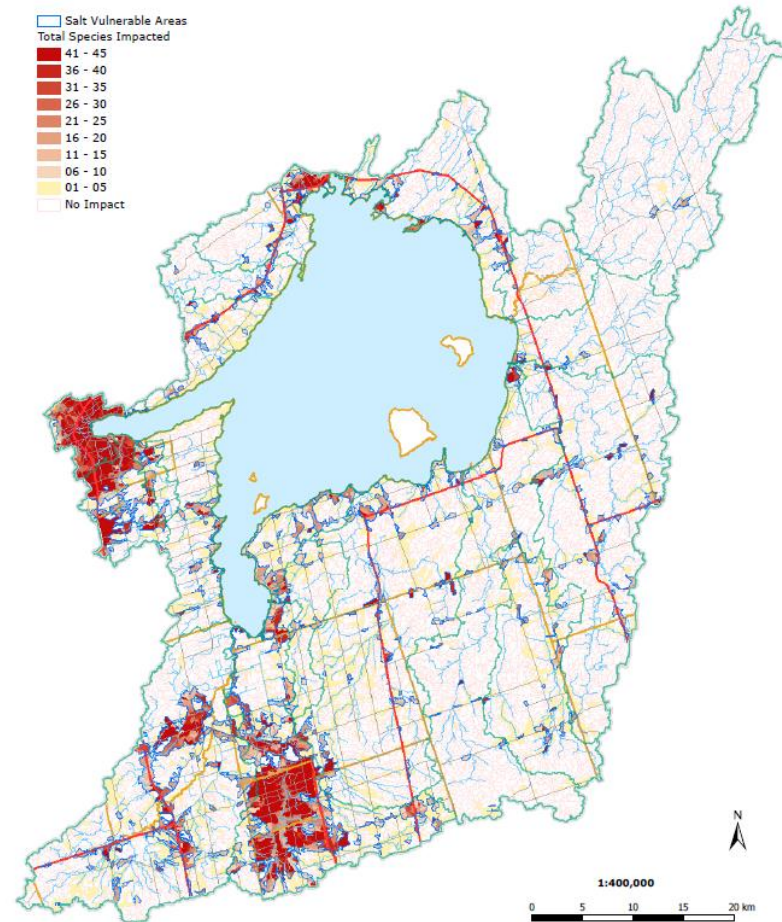 Salt Vulnerable Areas
Total Species Impacted
41 - 45
36 - 40
31 - 35
26 - 30
21 - 25
16 - 20
11 - 15
06 - 10
01 - 05
No Impact
N
1:400,000
0 5 10 15 20 km